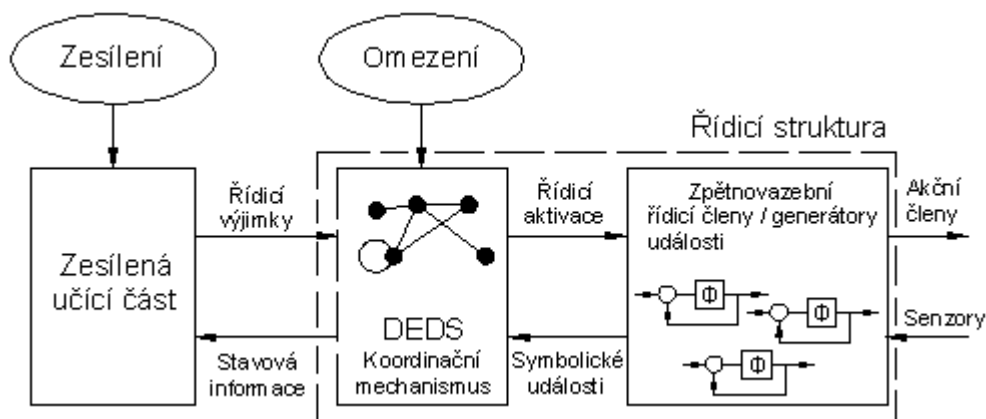 Zesílení
Omezení
Řídicí struktura
Zesílená
učící část
Řídicí
výjimky
Stavová
informace
DEDS
Koordinační
mechanismus
Řídicí
aktivace
Symbolické
události
Zpětnovazební
řídicí členy / generátory
události
Φ
Φ
Φ
Akční
členy
Senzory